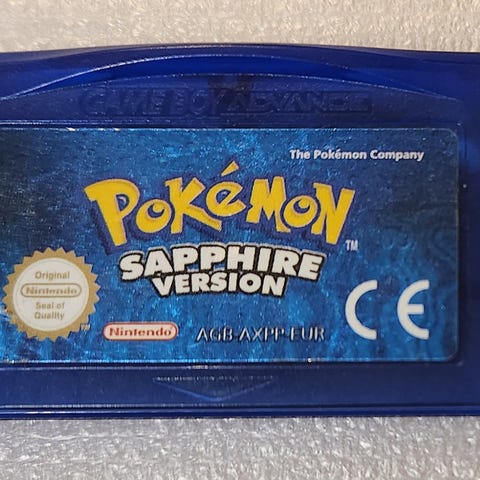 GAME BOY ADVANCE
The Pokémon Company
POKéMON
TM
SAPPHIRE
VERSION
Original
Nintendo
Seal of
Quality
TM
Nintendo
AGB-AXPP-EUR
CE